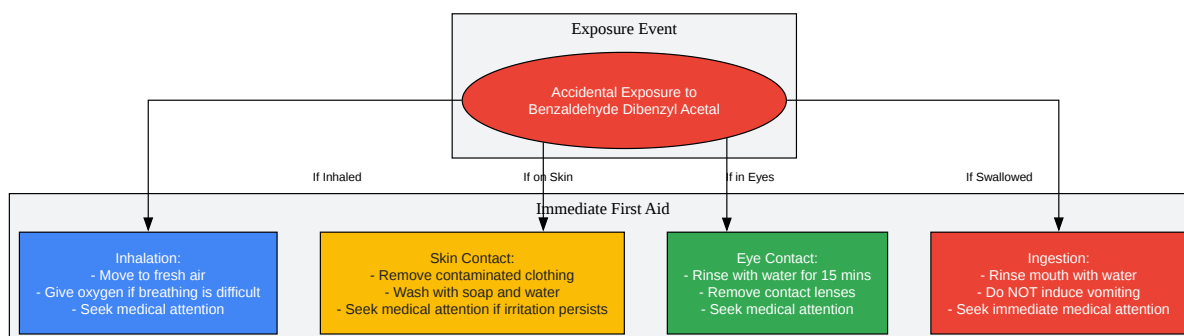 Exposure Event
Accidental Exposure to
Benzaldehyde Dibenzyl Acetal
If Inhaled
If on Skin
If in Eyes
If Swallowed
Immediate First Aid
Inhalation:
- Move to fresh air
- Give oxygen if breathing is difficult
- Seek medical attention
Skin Contact:
- Remove contaminated clothing
- Wash with soap and water
- Seek medical attention if irritation persists
Eye Contact:
- Rinse with water for 15 mins
- Remove contact lenses
- Seek medical attention
Ingestion:
- Rinse mouth with water
- Do NOT induce vomiting
- Seek immediate medical attention